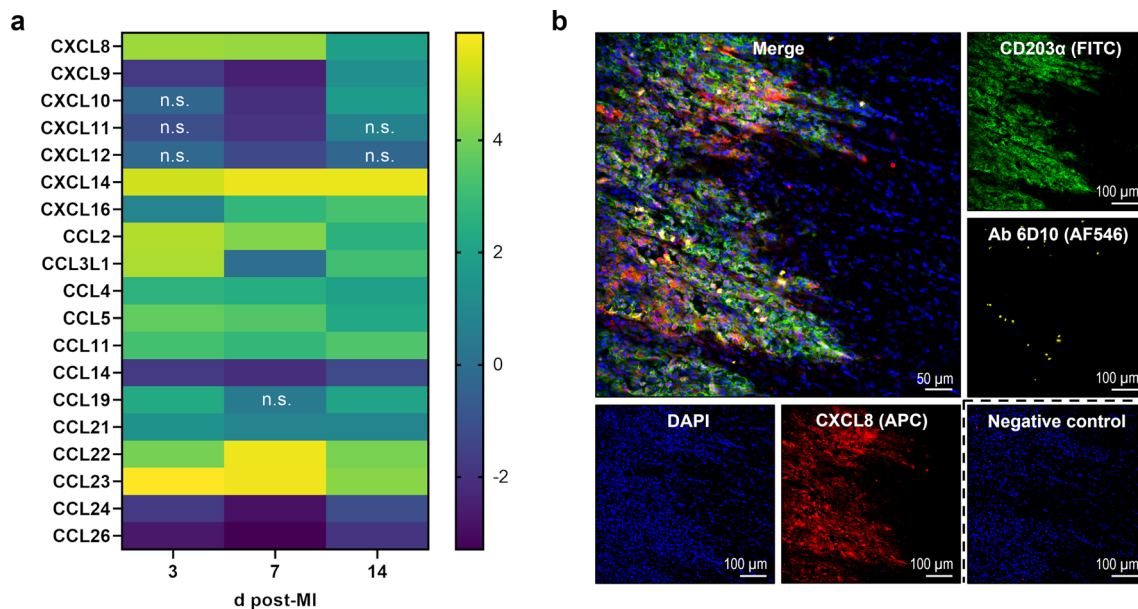 a
CXCL8
CXCL9
CXCL10
n.s.
CXCL11
n.s.
n.s.
CXCL12
n.s.
n.s.
CXCL14
CXCL16
CCL2
CCL3L1
CCL4
CCL5
CCL11
CCL14
CCL19
n.s.
CCL21
CCL22
CCL23
CCL24
CCL26
3
7
14
d post-MI
4
2
0
-2
b
Merge
50 µm
CD203α (FITC)
100 µm
Ab 6D10 (AF546)
100 µm
DAPI
100 µm
CXCL8 (APC)
100 µm
Negative control
100 µm